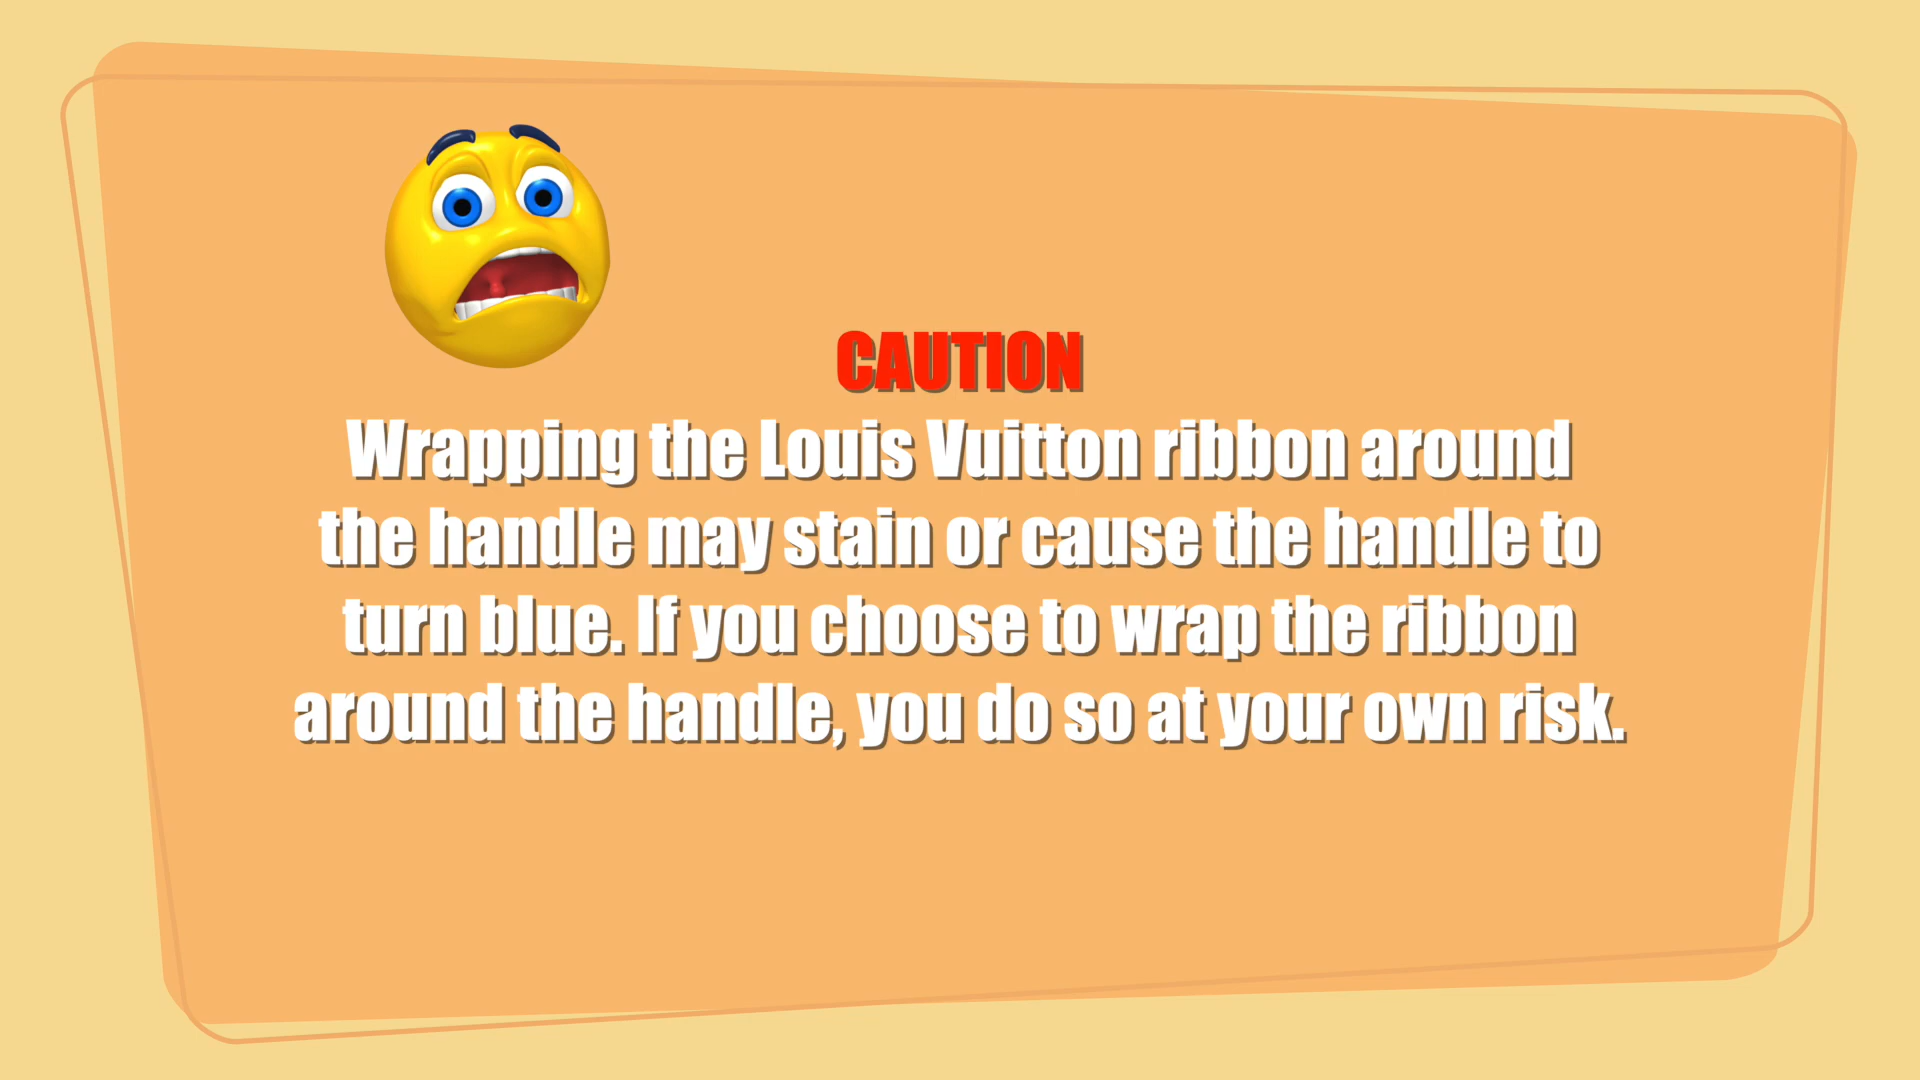 CAUTION
Wrapping the Louis Vuitton ribbon around
the handle may stain or cause the handle to
turn blue. If you choose to wrap the ribbon
around the handle, you do so at your own risk.